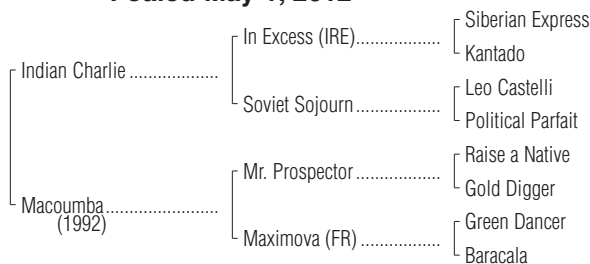 Foaled May 2012
Siberian Express
In Excess (IRE)....................
Kantado
Indian Charlie .....................
Leo Castelli
Soviet Sojourn....................
Political Parfait
Raise a Native
Mr. Prospector....................
Gold Digger
Macoumba...........................
(1992)
Green Dancer
Maximova (FR) ...................
Baracala